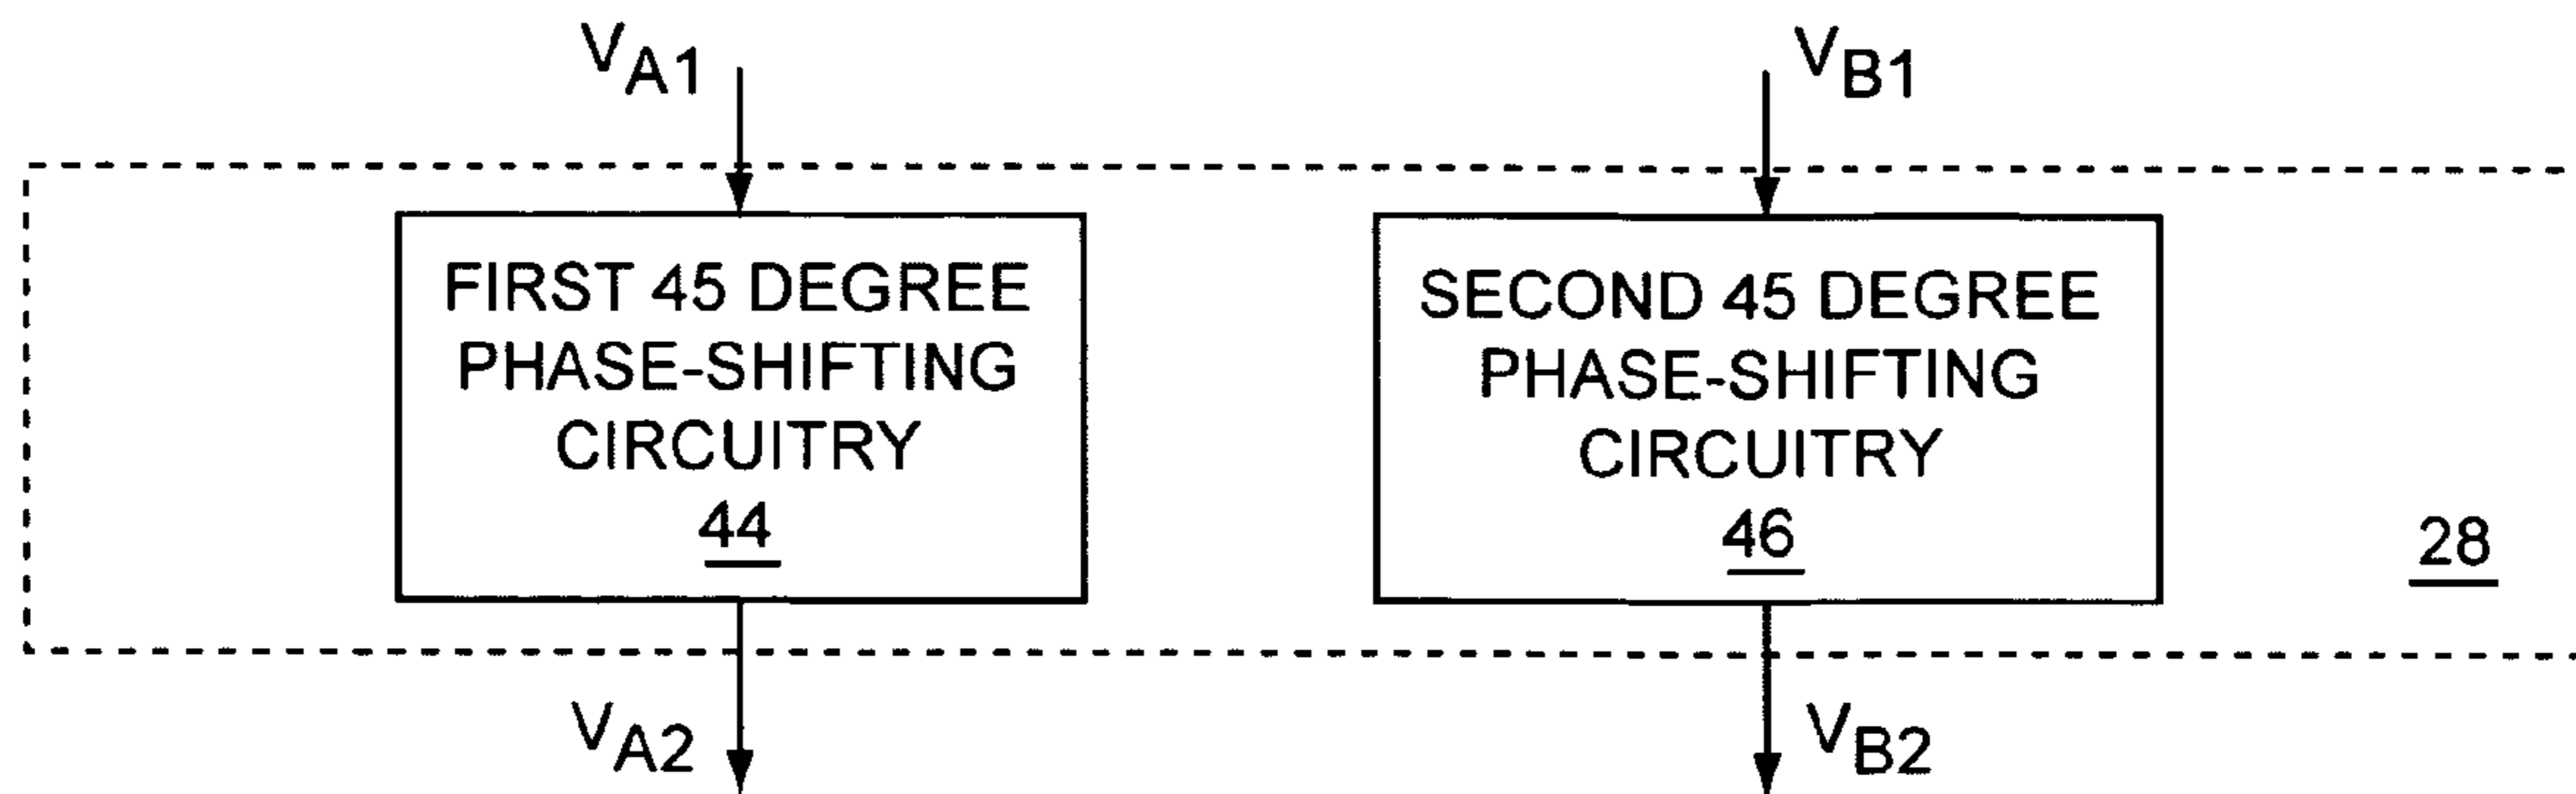 VA1
VB1
FIRST 45 DEGREE
PHASE-SHIFTING
CIRCUITRY
44
SECOND 45 DEGREE
PHASE-SHIFTING
CIRCUITRY
46
28
VA2
VB2